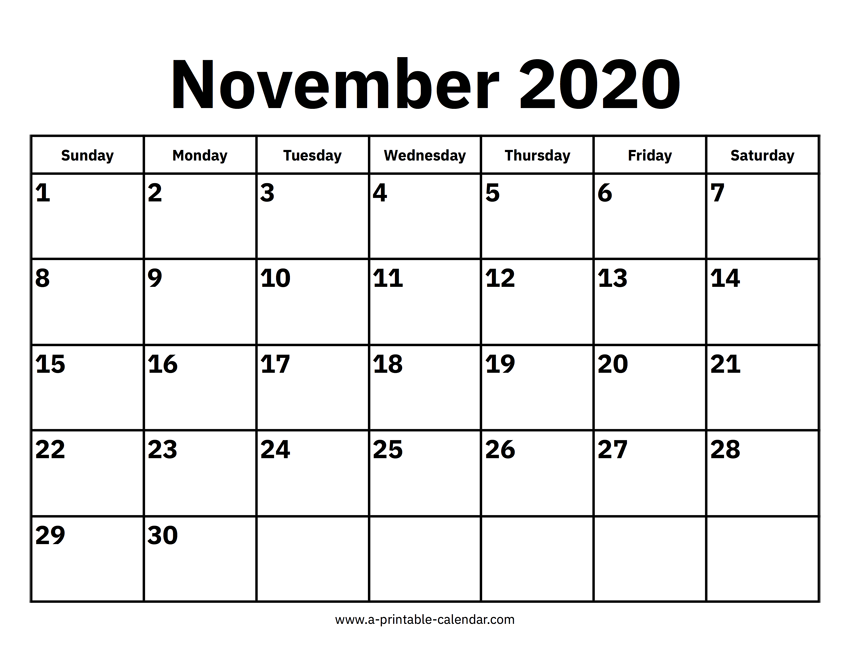 November 2020
Sunday Monday Tuesday Wednesday Thursday Friday Saturday
1 2 3 4 5 6 7
8 9 10 11 12 13 14
15 16 17 18 19 20 21
22 23 24 25 26 27 28
29 30
www.a-printable-calendar.com